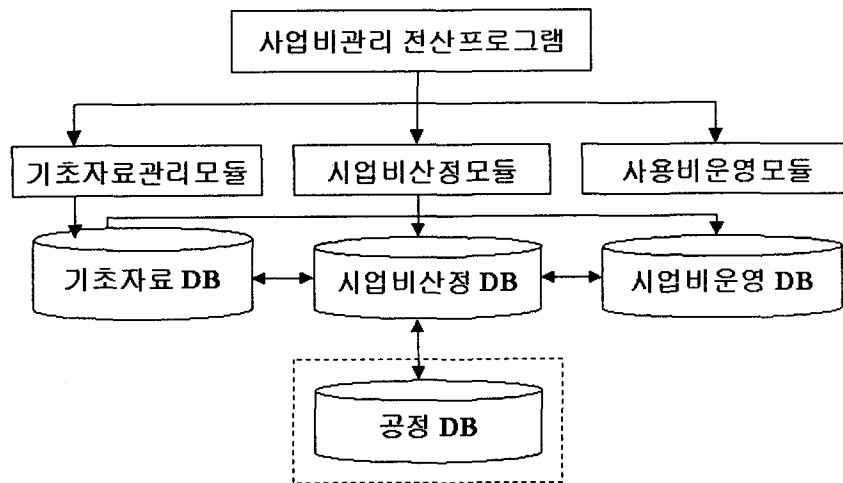 사업비관리 전산프로그램
기초자료관리모듈
시업비산정모듈
사용비운영모듈
기초자료 DB
시업비산정 DB
시업비운영 DB
공정 DB